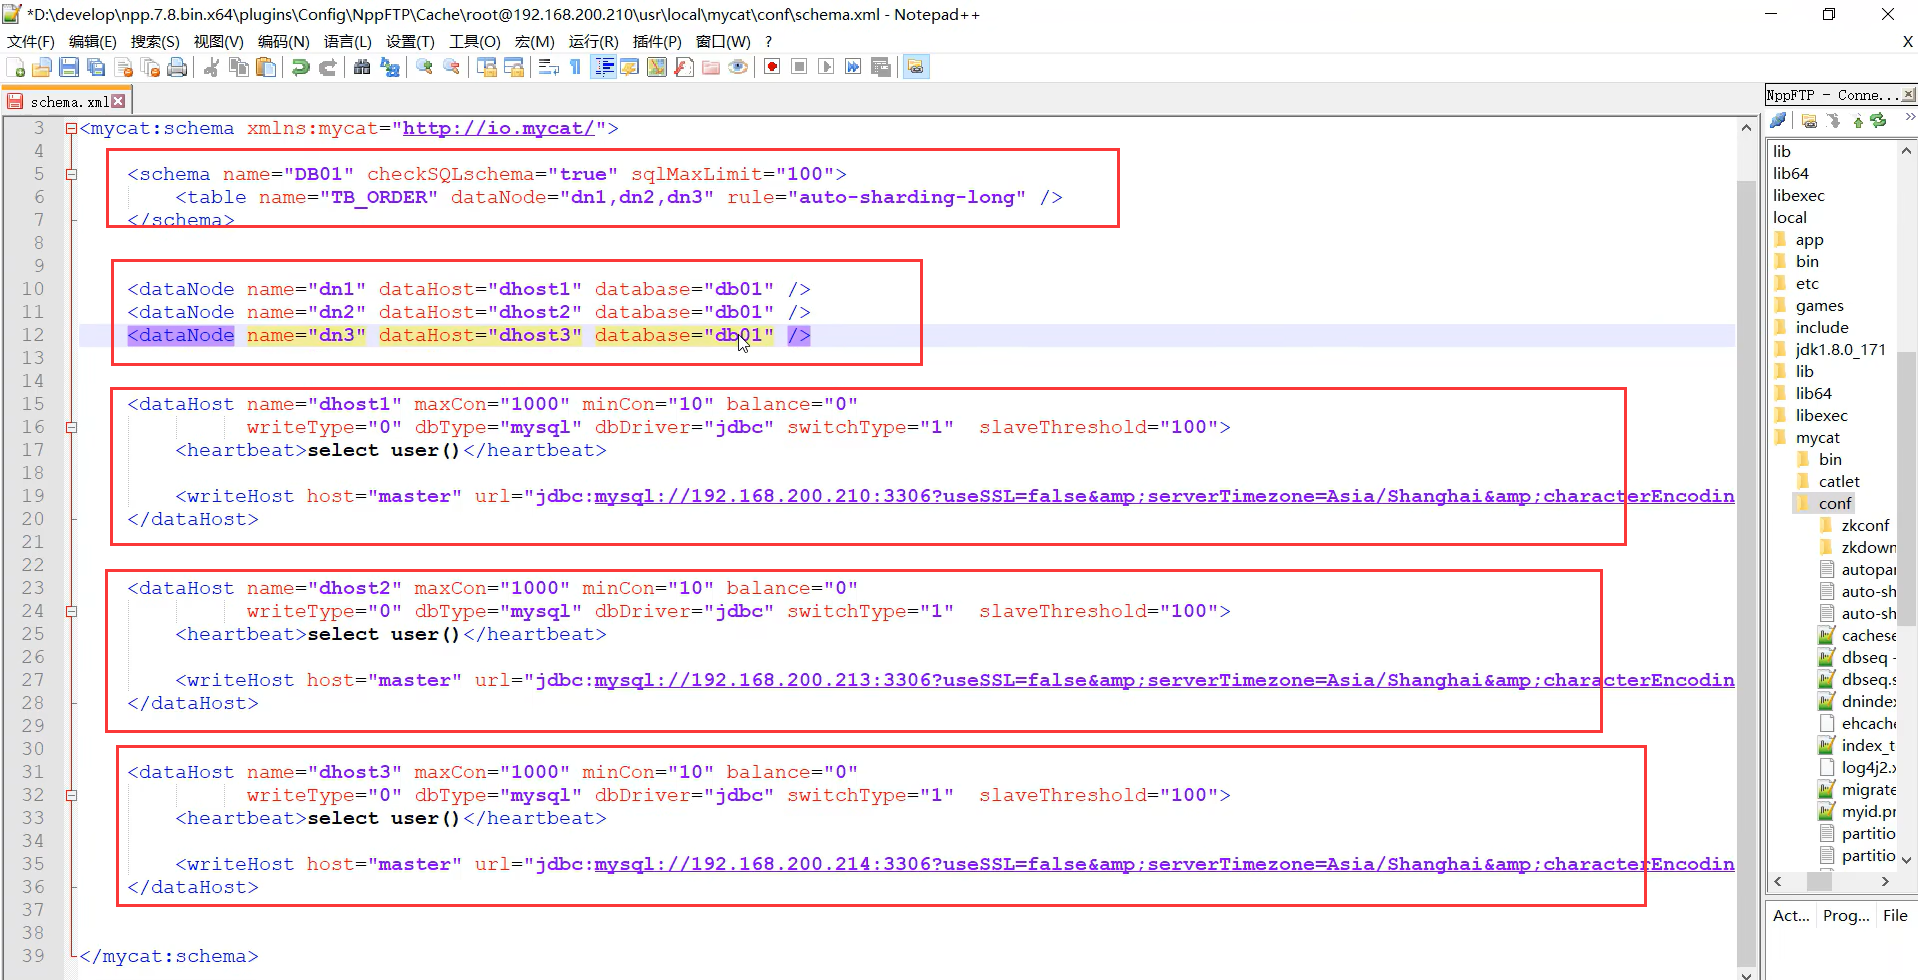 *D:\develop\npp.7.8.bin.x64\plugins\Config\NppFTP\Cache\root@192.168.200.210\usr\local\mycat\conf\schema.xml - Notepad++
文件(F) 编辑(E) 搜索(S) 视图(V) 编码(N) 语言(L) 设置(T) 工具(O) 宏(M) 运行(R) 插件(P) 窗口(W) ? X
schema.xml
3 <mycat:schema xmlns:mycat="http://io.mycat/">
4
5 <schema name="DB01" checkSQLschema="true" sqlMaxLimit="100">
6 <table name="TB_ORDER" dataNode="dn1,dn2,dn3" rule="auto-sharding-long" />
7 </schema>
8
9
10 <dataNode name="dn1" dataHost="dhost1" database="db01" />
11 <dataNode name="dn2" dataHost="dhost2" database="db01" />
12 <dataNode name="dn3" dataHost="dhost3" database="db01" />
13
14
15 <dataHost name="dhost1" maxCon="1000" minCon="10" balance="0"
16 writeType="0" dbType="mysql" dbDriver="jdbc" switchType="1" slaveThreshold="100">
17 <heartbeat>select user()</heartbeat>
18
19 <writeHost host="master" url="jdbc:mysql://192.168.200.210:3306?useSSL=false&amp;serverTimezone=Asia/Shanghai&amp;characterEncodin
20 </dataHost>
21
22
23 <dataHost name="dhost2" maxCon="1000" minCon="10" balance="0"
24 writeType="0" dbType="mysql" dbDriver="jdbc" switchType="1" slaveThreshold="100">
25 <heartbeat>select user()</heartbeat>
26
27 <writeHost host="master" url="jdbc:mysql://192.168.200.213:3306?useSSL=false&amp;serverTimezone=Asia/Shanghai&amp;characterEncodin
28 </dataHost>
29
30
31 <dataHost name="dhost3" maxCon="1000" minCon="10" balance="0"
32 writeType="0" dbType="mysql" dbDriver="jdbc" switchType="1" slaveThreshold="100">
33 <heartbeat>select user()</heartbeat>
34
35 <writeHost host="master" url="jdbc:mysql://192.168.200.214:3306?useSSL=false&amp;serverTimezone=Asia/Shanghai&amp;characterEncodin
36 </dataHost>
37
38
39 </mycat:schema>
NppFTP - Conne...
lib
lib64
libexec
local
app
bin
etc
games
include
jdk1.8.0_171
lib
lib64
libexec
mycat
bin
catlet
conf
zkconf
zkdown
autopar
auto-sh
auto-sh
cachese
dbseq -
dbseq.s
dnindex
ehcache
index_t
log4j2.x
migrate
myid.pr
partitio
partitio
Act... Prog... File